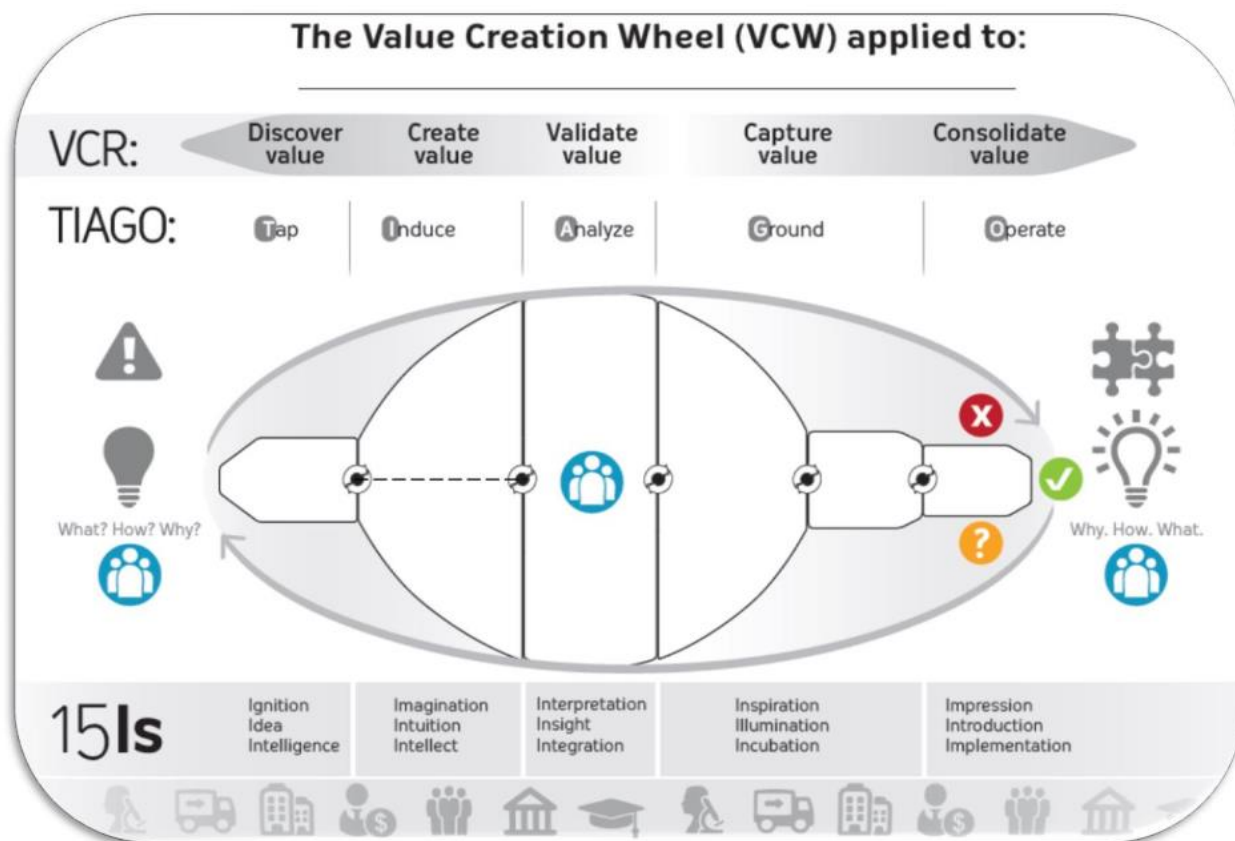 The Value Creation Wheel (VCW) applied to:
VCR:
Discover value
Create value
Validate value
Capture value
Consolidate value
TIAGO:
Tap
Induce
Analyze
Ground
Operate
!
X
?
What? How? Why?
Why. How. What.
15Is
Ignition
Idea
Intelligence
Imagination
Intuition
Intellect
Interpretation
Insight
Integration
Inspiration
Illumination
Incubation
Impression
Introduction
Implementation
$
$